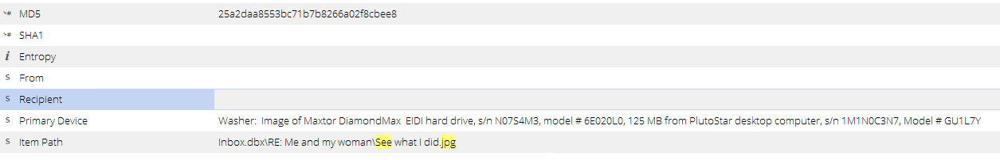 MD5 25a2daa8553bc71b7b8266a02f8cbee8
SHA1
Entropy
From
Recipient
Primary Device Washer: Image of Maxtor DiamondMax EIDI hard drive, s/n N07S4M3, model # 6E020L0, 125 MB from PlutoStar desktop computer, s/n 1M1N0C3N7, Model # GU1L7Y
Item Path Inbox.dbx\RE: Me and my woman\See what I did.jpg